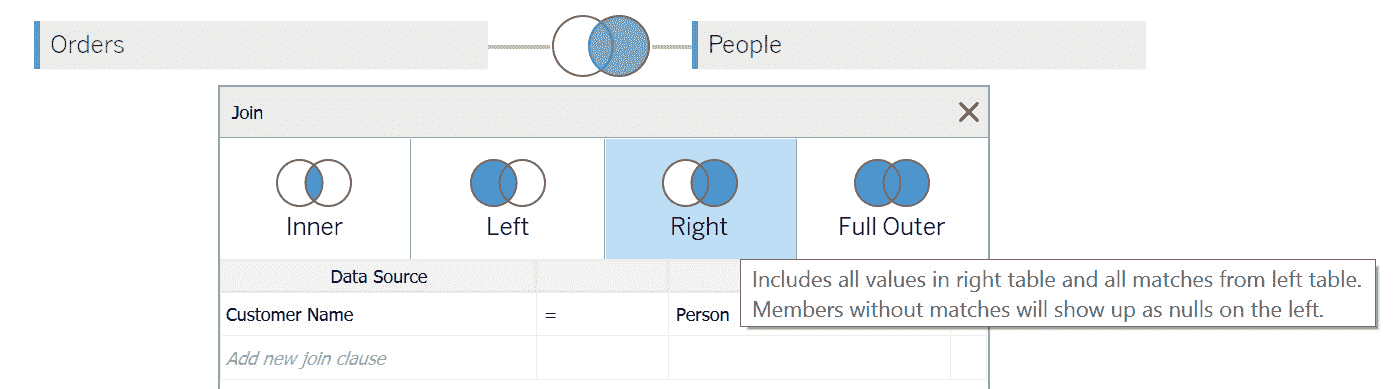 Orders
People
Join
Inner
Left
Right
Full Outer
Data Source
Includes all values in right table and all matches from left table.
Members without matches will show up as nulls on the left.
Customer Name
=
Person
Add new join clause